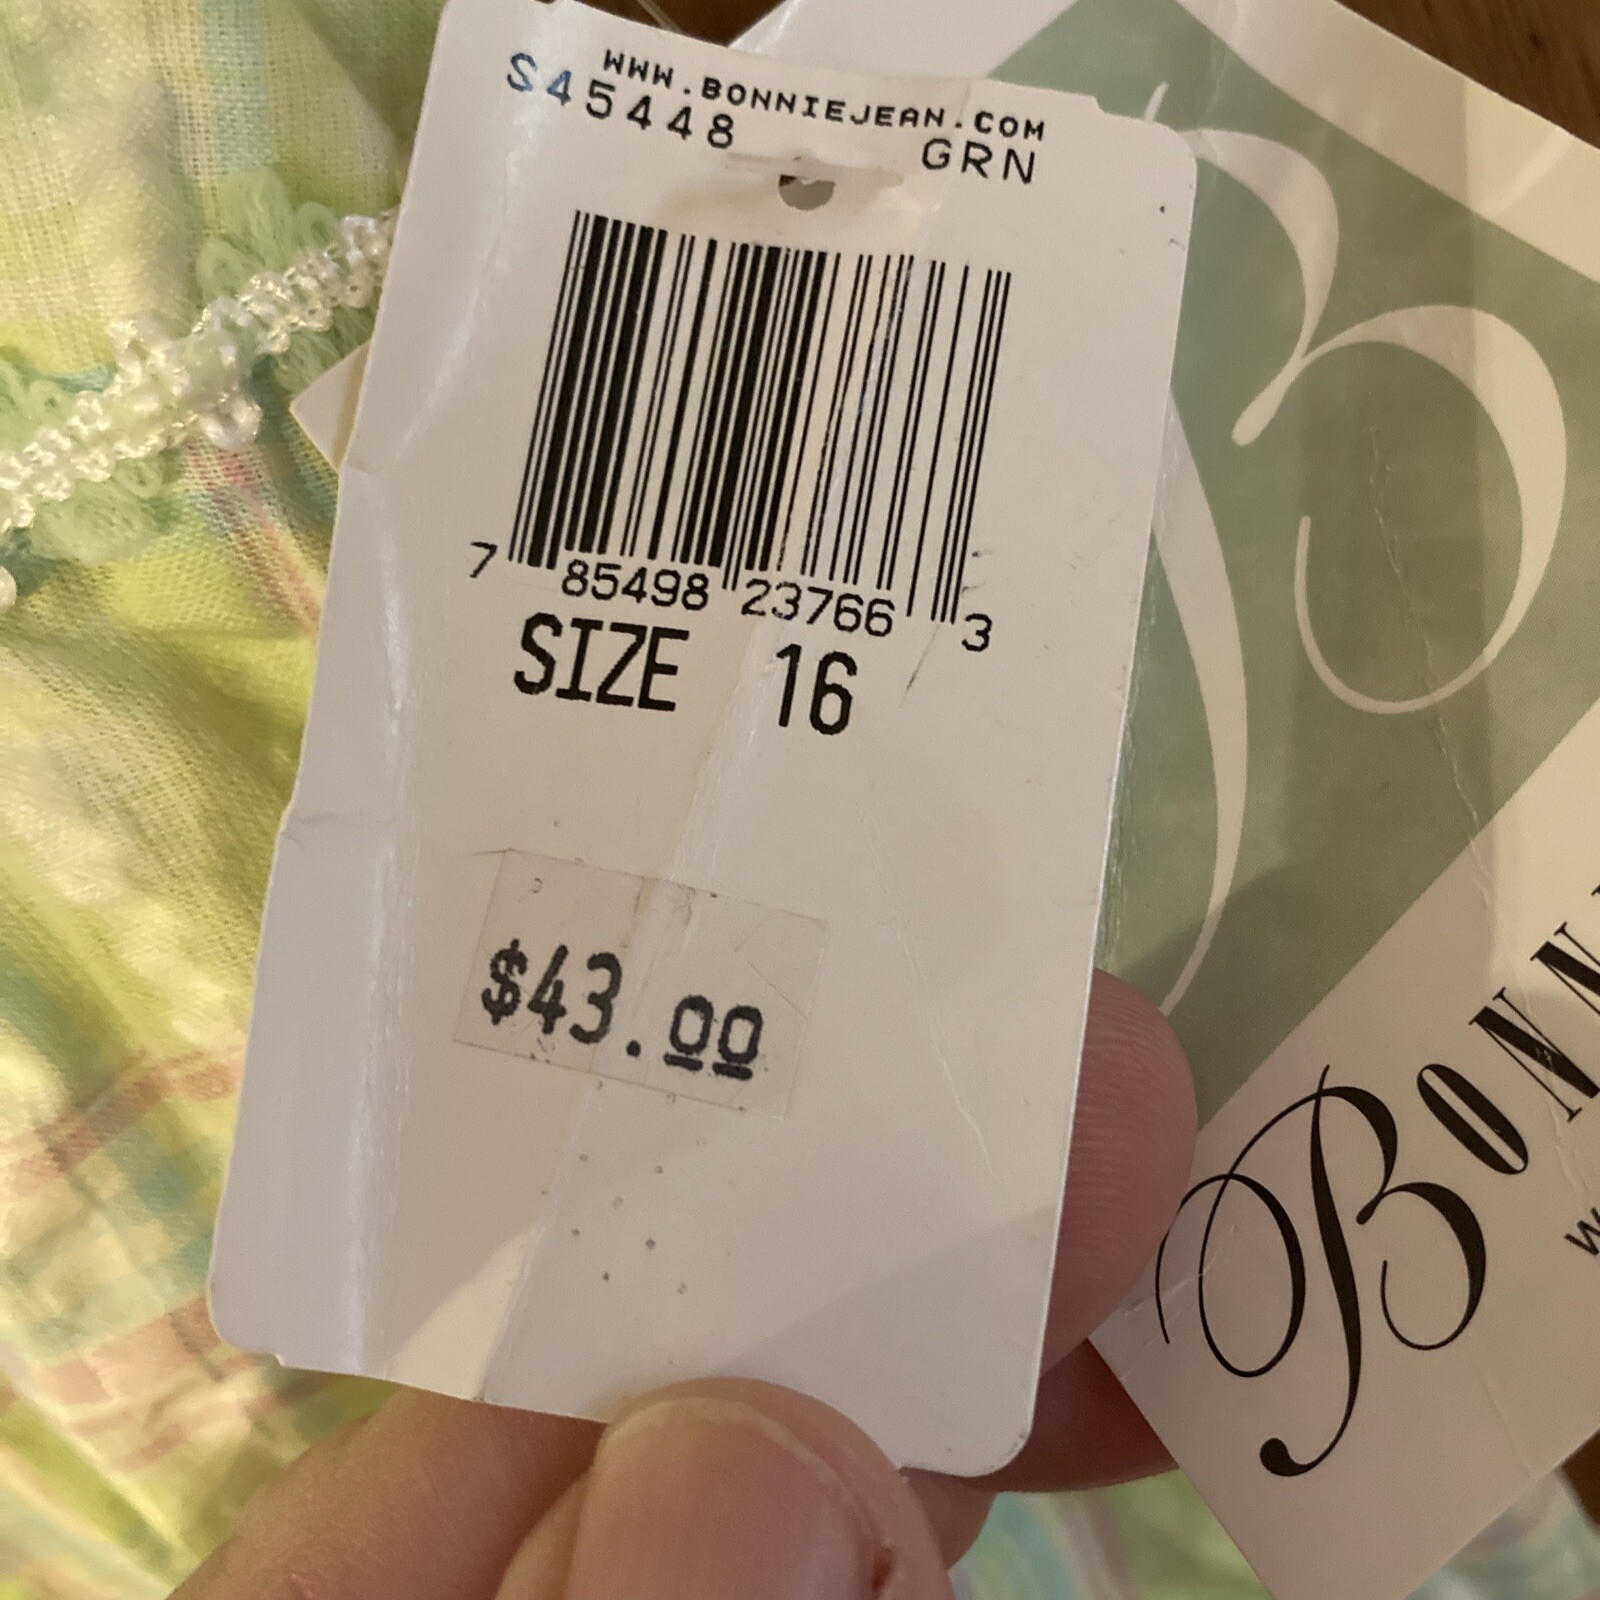 WWW.BONNIEJEAN.COM
S45448 GRN
7 85498 23766 3
SIZE 16
$43.00
B